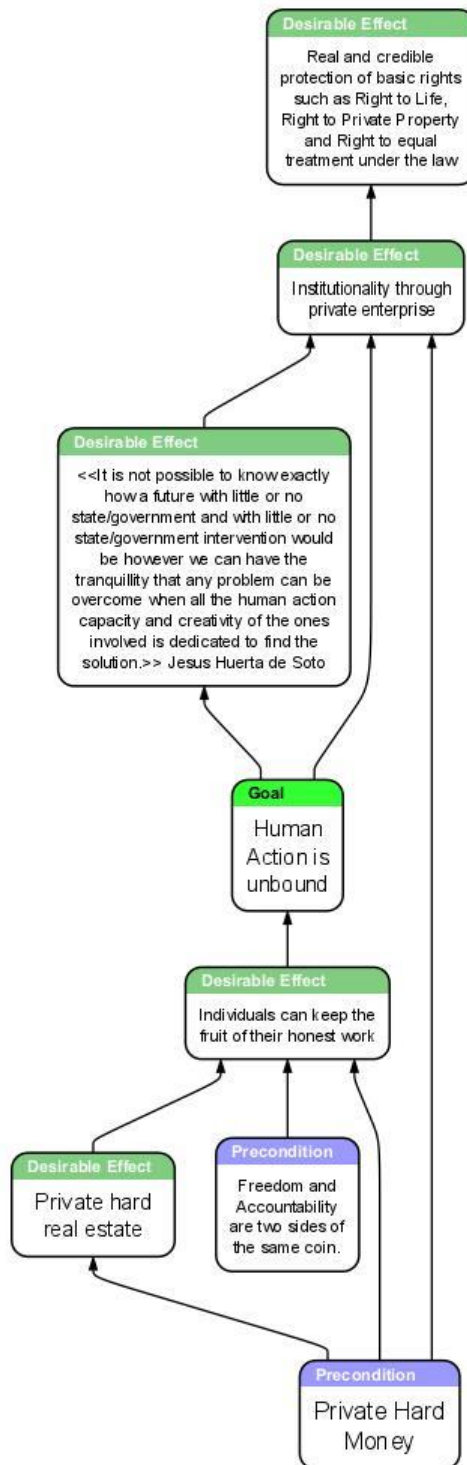 Desirable Effect
Real and credible
protection of basic rights
such as Right to Life,
Right to Private Property
and Right to equal
treatment under the law
Desirable Effect
Institutionality through
private enterprise
Desirable Effect
<<It is not possible to know exactly
how a future with little or no
state/government and with little or no
state/government intervention would
be however we can have the
tranquillity that any problem can be
overcome when all the human action
capacity and creativity of the ones
involved is dedicated to find the
solution.>> Jesus Huerta de Soto
Goal
Human
Action is
unbound
Desirable Effect
Individuals can keep the
fruit of their honest work
Desirable Effect
Private hard
real estate
Precondition
Freedom and
Accountability
are two sides of
the same coin.
Precondition
Private Hard
Money